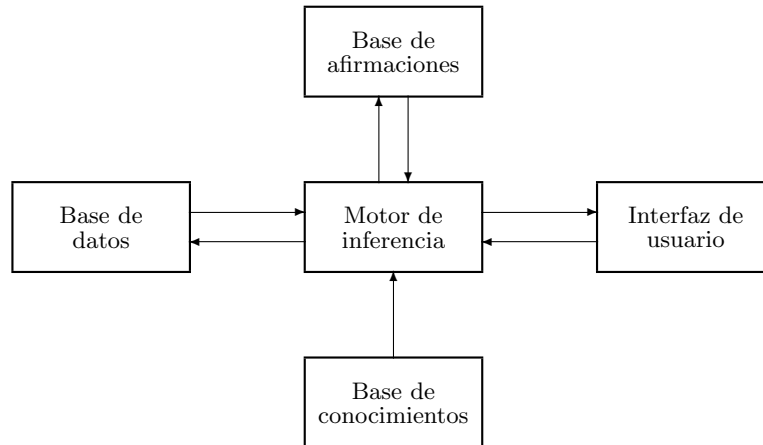 Base de
afirmaciones
Base de
datos
Motor de
inferencia
Interfaz de
usuario
Base de
conocimientos